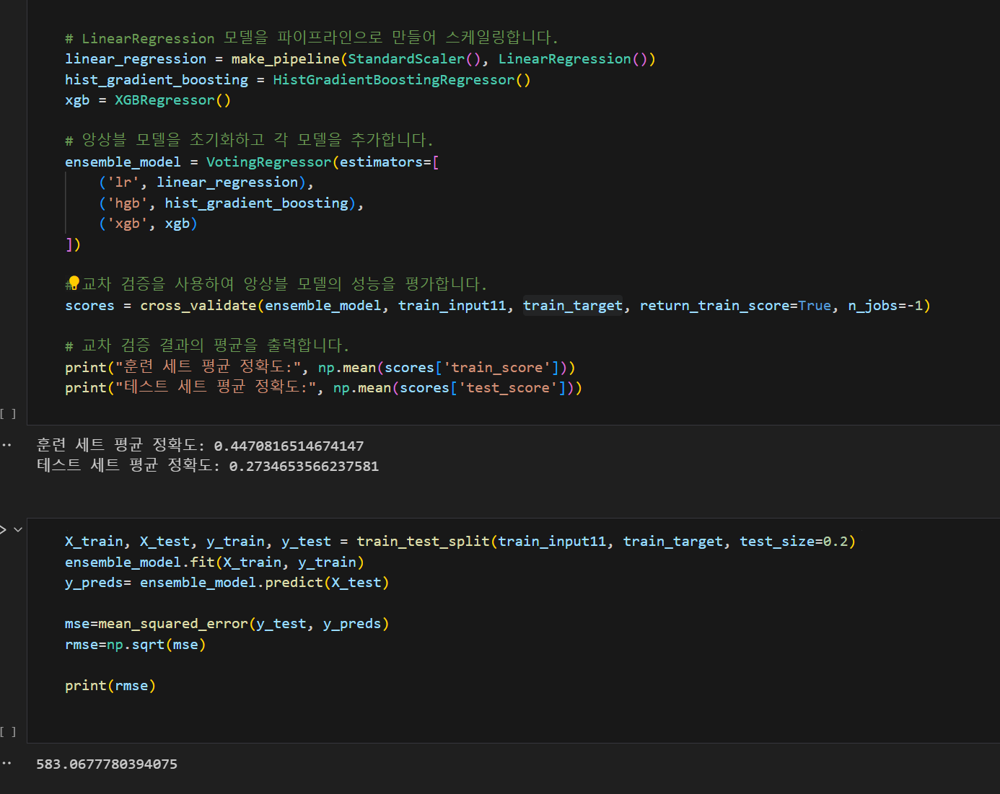 # LinearRegression 모델을 파이프라인으로 만들어 스케일링합니다.
linear_regression = make_pipeline(StandardScaler(), LinearRegression())
hist_gradient_boosting = HistGradientBoostingRegressor()
xgb = XGBRegressor()
# 앙상블 모델을 초기화하고 각 모델을 추가합니다.
ensemble_model = VotingRegressor(estimators=[
('lr', linear_regression),
('hgb', hist_gradient_boosting),
('xgb', xgb)
])
# 교차 검증을 사용하여 앙상블 모델의 성능을 평가합니다.
scores = cross_validate(ensemble_model, train_input11, train_target, return_train_score=True, n_jobs=-1)
# 교차 검증 결과의 평균을 출력합니다.
print("훈련 세트 평균 정확도:", np.mean(scores['train_score']))
print("테스트 세트 평균 정확도:", np.mean(scores['test_score']))
[ ]
훈련 세트 평균 정확도: 0.4470816514674147
테스트 세트 평균 정확도: 0.2734653566237581
X_train, X_test, y_train, y_test = train_test_split(train_input11, train_target, test_size=0.2)
ensemble_model.fit(X_train, y_train)
y_preds= ensemble_model.predict(X_test)
mse=mean_squared_error(y_test, y_preds)
rmse=np.sqrt(mse)
print(rmse)
[ ]
583.0677780394075